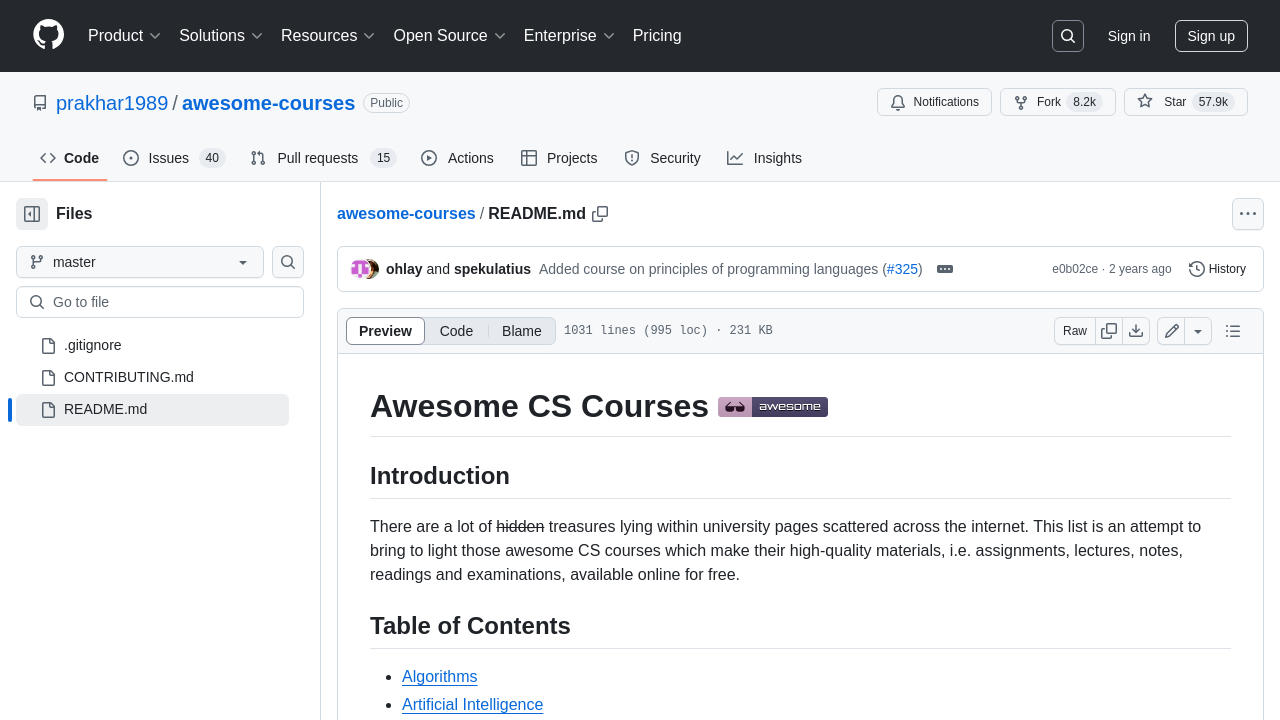 Product Solutions Resources Open Source Enterprise Pricing Sign in Sign up
prakhar1989 / awesome-courses Public Notifications Fork 8.2k Star 57.9k
Code Issues 40 Pull requests 15 Actions Projects Security Insights
Files
master
Go to file
.gitignore
CONTRIBUTING.md
README.md
awesome-courses / README.md
ohlay and spekulatius Added course on principles of programming languages (#325) e0b02ce · 2 years ago History
Preview Code Blame 1031 lines (995 loc) · 231 KB Raw
Awesome CS Courses awesome
Introduction
There are a lot of hidden treasures lying within university pages scattered across the internet. This list is an attempt to
bring to light those awesome CS courses which make their high-quality materials, i.e. assignments, lectures, notes,
readings and examinations, available online for free.
Table of Contents
Algorithms
Artificial Intelligence